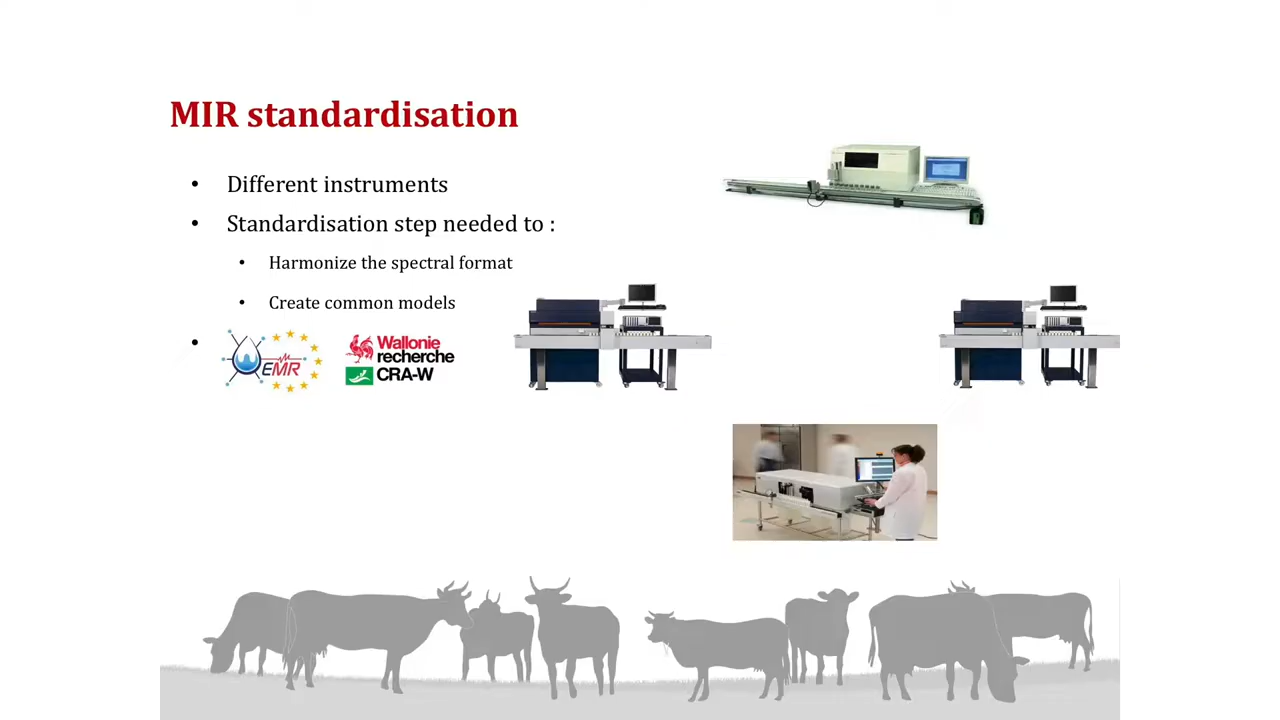 MIR standardisation
• Different instruments
• Standardisation step needed to :
• Harmonize the spectral format
• Create common models
•
EMR
Wallonie
recherche
CRA-W